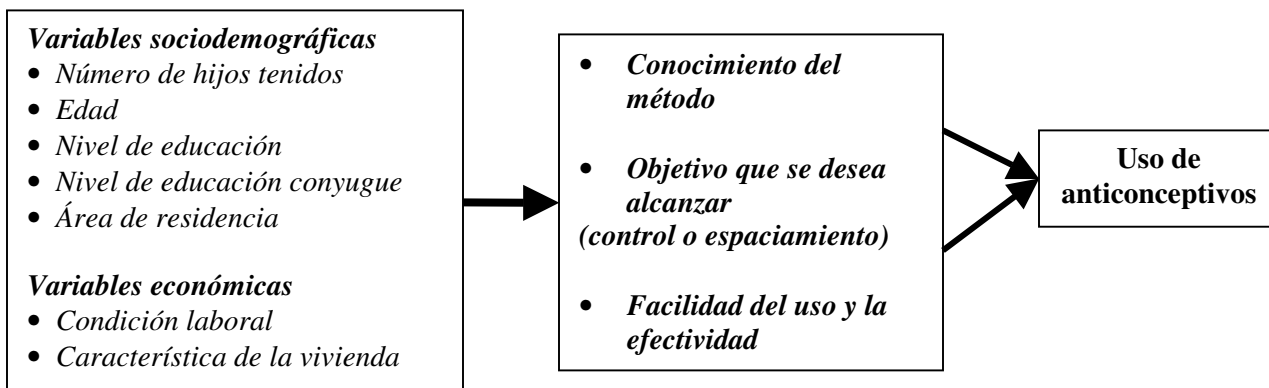 Variables sociodemográficas
• Número de hijos tenidos
• Edad
• Nivel de educación
• Nivel de educación conyugue
• Área de residencia
Variables económicas
• Condición laboral
• Característica de la vivienda
• Conocimiento del
método
• Objetivo que se desea
alcanzar
(control o espaciamiento)
• Facilidad del uso y la
efectividad
Uso de
anticonceptivos